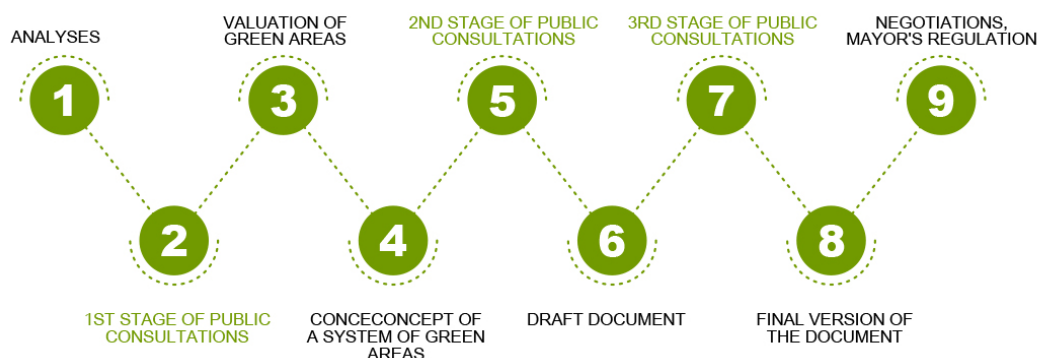 ANALYSES
1
2
1ST STAGE OF PUBLIC
CONSULTATIONS
VALUATION OF
GREEN AREAS
3
4
CONCECONCEPT OF
A SYSTEM OF GREEN
AREAS
2ND STAGE OF PUBLIC
CONSULTATIONS
5
6
DRAFT DOCUMENT
3RD STAGE OF PUBLIC
CONSULTATIONS
7
8
FINAL VERSION OF
THE DOCUMENT
NEGOTIATIONS,
MAYOR'S REGULATION
9